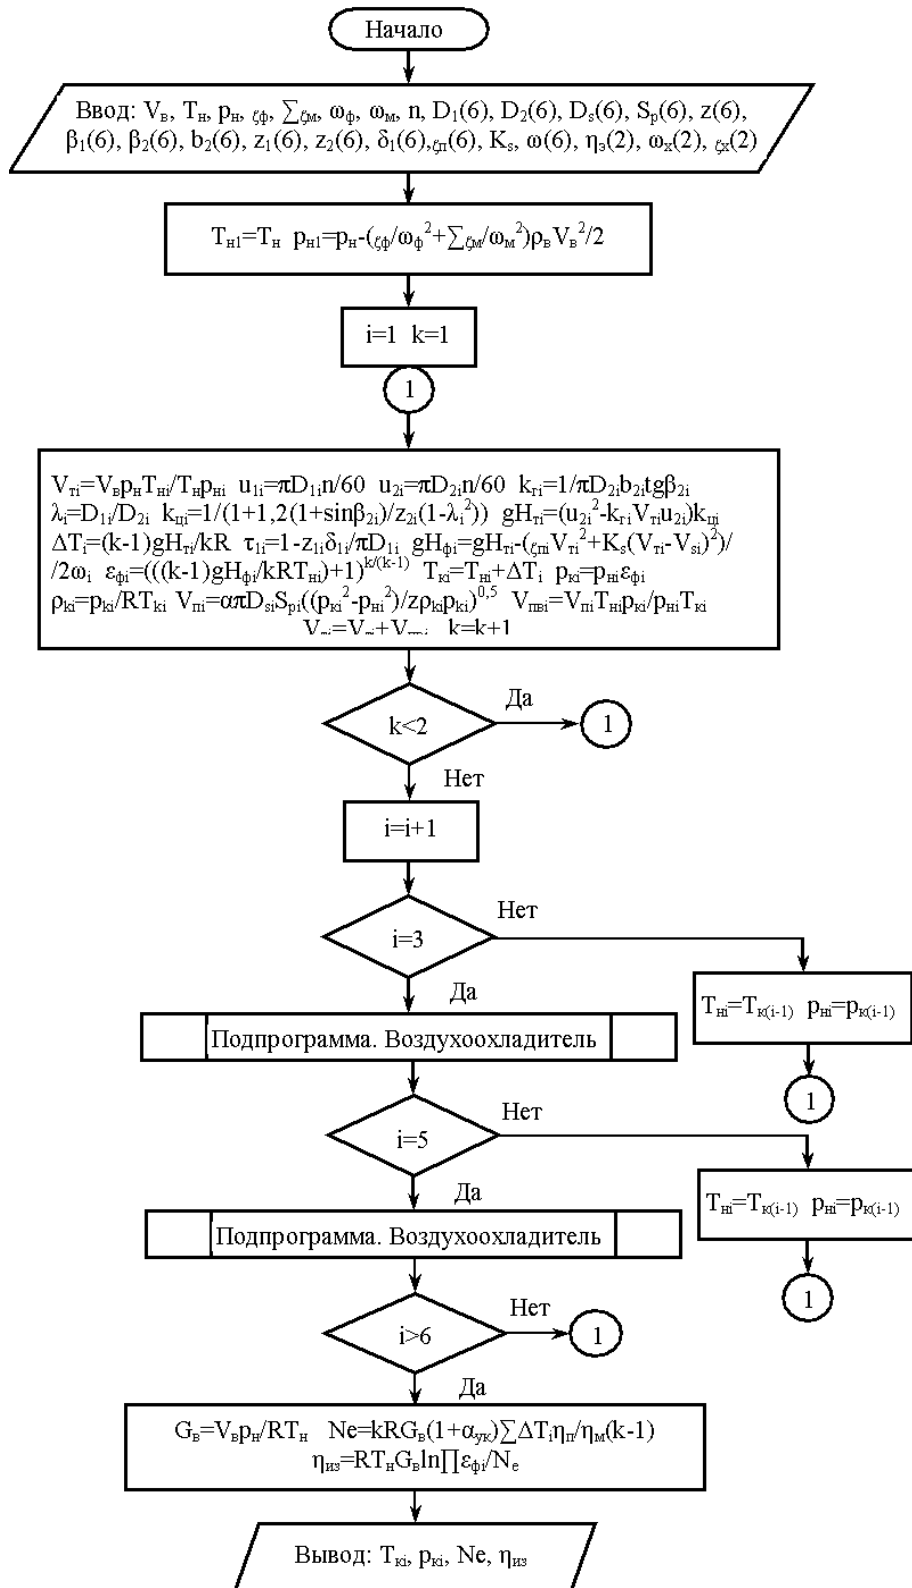 Начало
Ввод: Vв, Tн, pн, ζф, ∑ζм, ωф, ωм, n, D1(6), D2(6), Ds(6), Sp(6), z(6),
β1(6), β2(6), b2(6), z1(6), z2(6), δ1(6),ζп(6), Ks, ω(6), ηэ(2), ωх(2), ζх(2)
Tн1=Tн pн1=pн-(ζф/ωф²+∑ζм/ωм²)ρвVв²/2
i=1 k=1
1
Vтi=VвpнTнi/Tнpнi u1i=πD1in/60 u2i=πD2in/60 kгi=1/πD2ib2itgβ2i
λi=D1i/D2i kцi=1/(1+1,2(1+sinβ2i)/z2i(1-λi²)) gHтi=(u2i²-kгiVтiu2i)kцi
ΔTi=(k-1)gHтi/kR τ1i=1-z1iδ1i/πD1i gHфi=gHтi-(ζпiVтi²+Ks(Vтi-Vsi)²)/
/2ωi εфi=(((k-1)gHфi/kRTнi)+1)^k/(k-1) Tкi=Tнi+ΔTi pкi=pнiεфi
ρki=pki/RTki Vпi=απDsiSpi((pкi²-pнi²)/zρkipki)^0,5 Vпвi=VпiTнipкi/pнiTкi
k=k+1
k<2
Да
1
Нет
i=i+1
i=3
Нет
Tнi=Tк(i-1) pнi=pк(i-1)
1
Да
Подпрограмма. Воздухоохладитель
i=5
Нет
Tнi=Tк(i-1) pнi=pк(i-1)
1
Да
Подпрограмма. Воздухоохладитель
i>6
Нет
1
Да
Gв=Vвpн/RTн Ne=kRGв(1+αук)∑ΔTiηп/ηм(k-1)
ηиз=RTнGвln∏εфi/Ne
Вывод: Tкi, pкi, Ne, ηиз